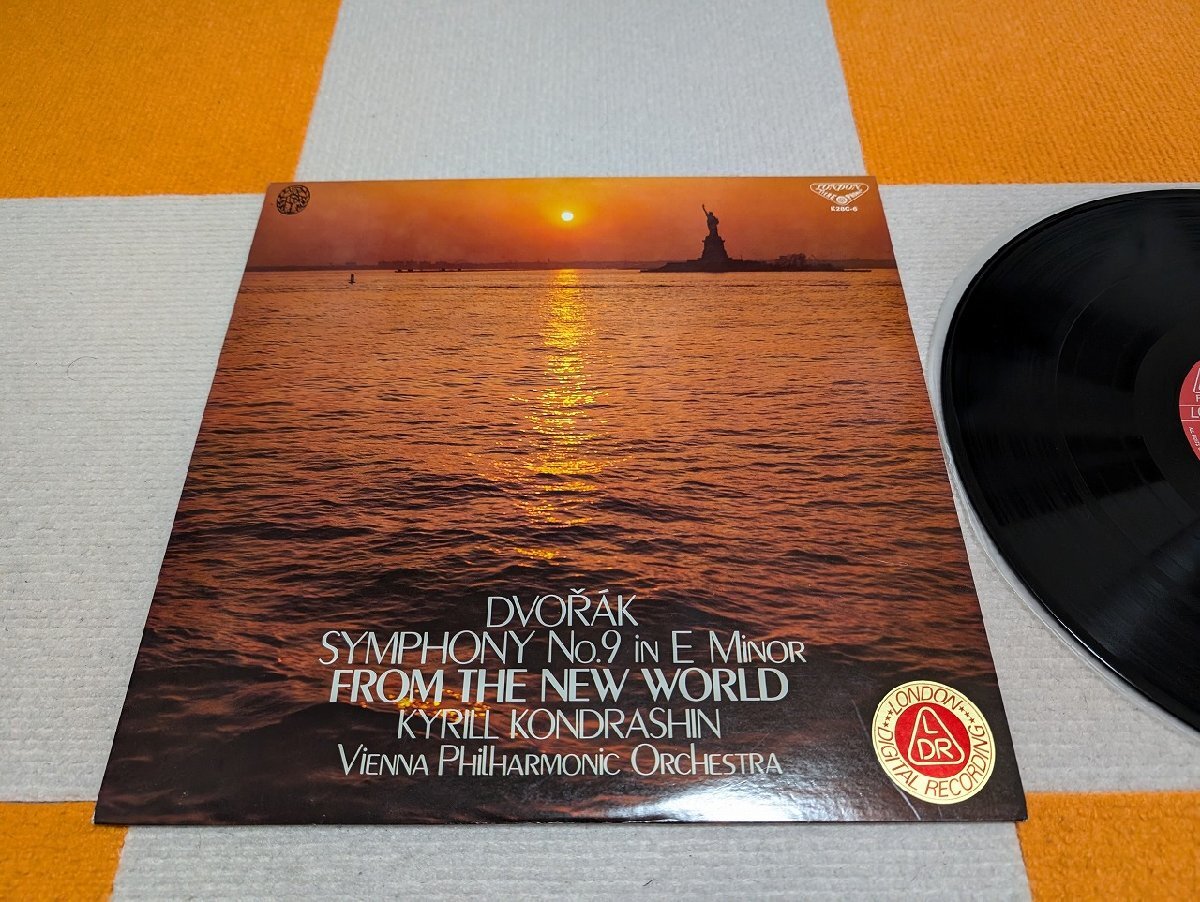 LONDON
E28C-6
DVOŘÁK
SYMPHONY No.9 in E Minor
FROM THE NEW WORLD
KYRILL KONDRASHIN
Vienna Philharmonic Orchestra
LONDON
DIGITAL RECORDING
L
DR